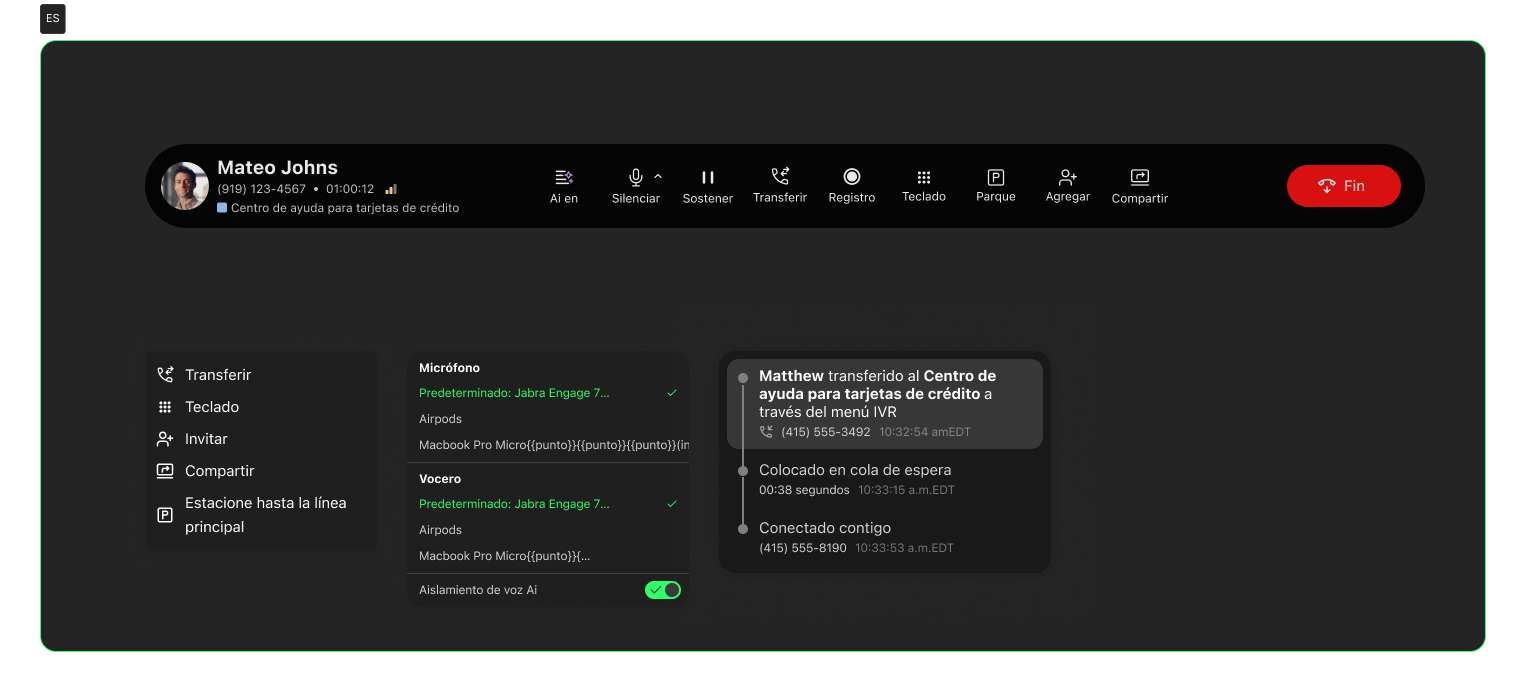 ES
Mateo Johns
(919) 123-4567 • 01:00:12
Centro de ayuda para tarjetas de crédito
Ai en
Silenciar
Sostener
Transferir
Registro
Teclado
Parque
Agregar
Compartir
Fin
Transferir
Teclado
Invitar
Compartir
Estacione hasta la línea
principal
Micrófono
Predeterminado: Jabra Engage 7...
Airpods
Macbook Pro Micro{{punto}}{{punto}}{{punto}}(in
Vocero
Predeterminado: Jabra Engage 7...
Airpods
Macbook Pro Micro{{punto}}{...
Aislamiento de voz Ai
Matthew transferido al Centro de
ayuda para tarjetas de crédito a
través del menú IVR
(415) 555-3492 10:32:54 amEDT
Colocado en cola de espera
00:38 segundos 10:33:15 a.m.EDT
Conectado contigo
(415) 555-8190 10:33:53 a.m.EDT